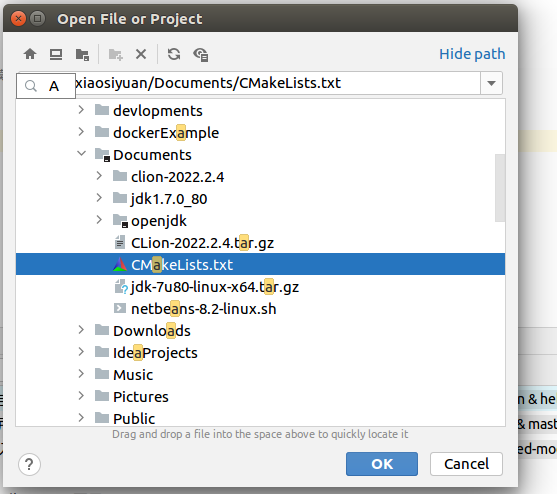 Open File or Project
Hide path
xiaosiyuan/Documents/CMakeLists.txt
A
devlopments
dockerExample
Documents
clion-2022.2.4
jdk1.7.0_80
openjdk
CLion-2022.2.4.tar.gz
CMakeLists.txt
jdk-7u80-linux-x64.tar.gz
netbeans-8.2-linux.sh
Downloads
IdeaProjects
Music
n & he
Pictures
Public
& mast
Drag and drop a file into the space above to quickly locate it
ed-mo
?
OK
Cancel